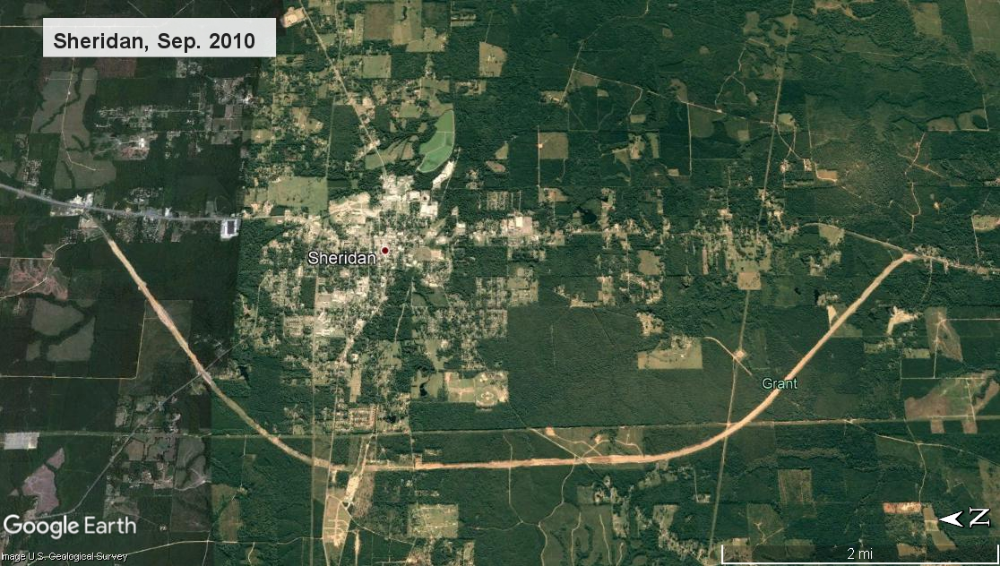 Sheridan, Sep. 2010
Sheridan
Grant
Google Earth
Image U.S. Geological Survey
N
2 mi